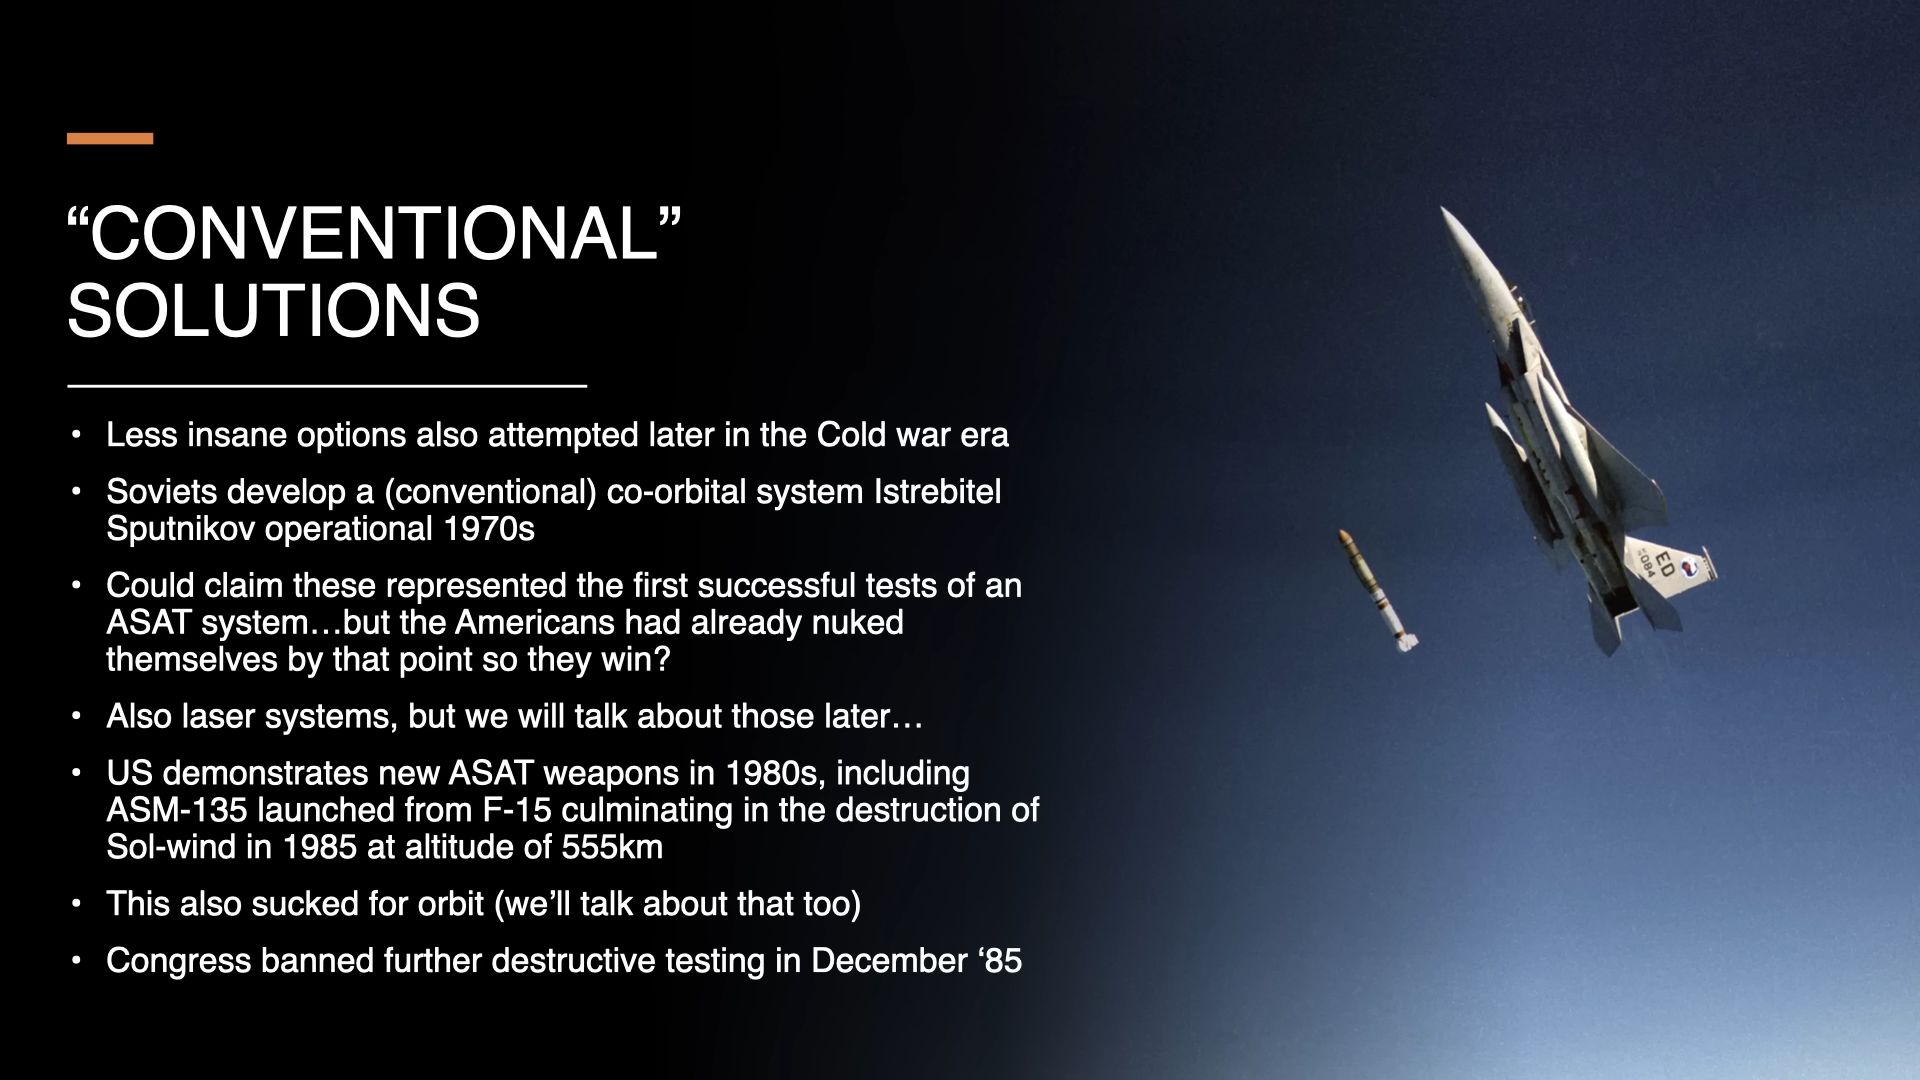 “CONVENTIONAL”
SOLUTIONS
• Less insane options also attempted later in the Cold war era
• Soviets develop a (conventional) co-orbital system Istrebitel
Sputnikov operational 1970s
• Could claim these represented the first successful tests of an
ASAT system…but the Americans had already nuked
themselves by that point so they win?
• Also laser systems, but we will talk about those later…
• US demonstrates new ASAT weapons in 1980s, including
ASM-135 launched from F-15 culminating in the destruction of
Sol-wind in 1985 at altitude of 555km
• This also sucked for orbit (we’ll talk about that too)
• Congress banned further destructive testing in December ‘85
ED
084